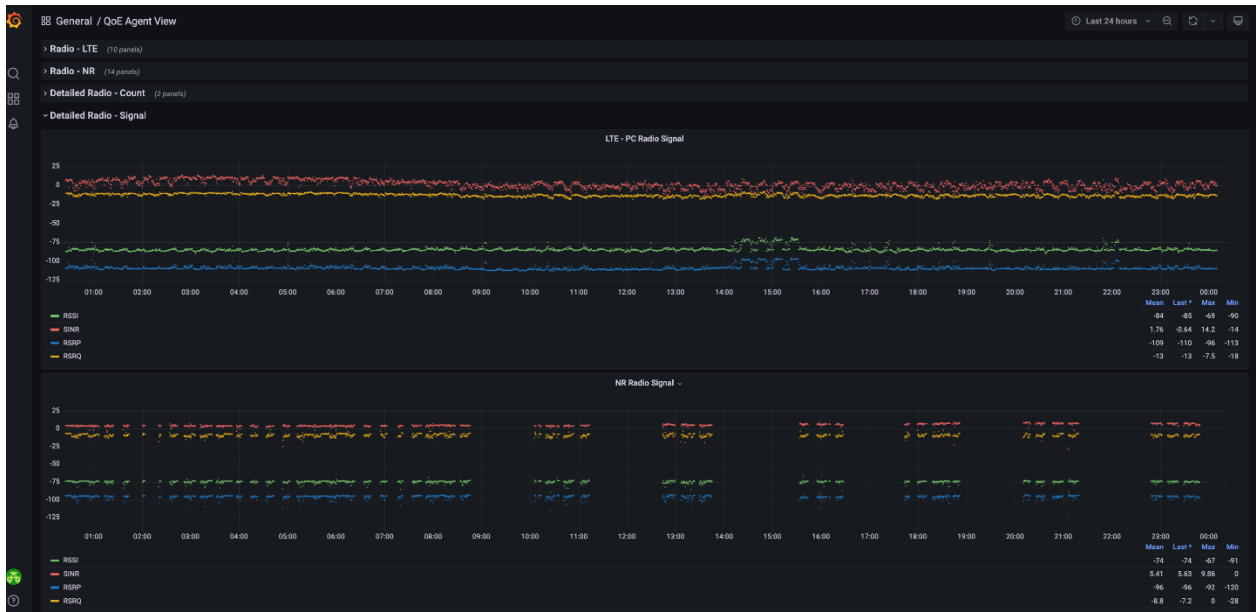 General / QoE Agent View
Last 24 hours
Radio - LTE (10 panels)
Radio - NR (14 panels)
Detailed Radio - Count (2 panels)
Detailed Radio - Signal
LTE - PC Radio Signal
25
0
-25
-50
-75
-100
-125
01:00 02:00 03:00 04:00 05:00 06:00 07:00 08:00 09:00 10:00 11:00 12:00 13:00 14:00 15:00 16:00 17:00 18:00 19:00 20:00 21:00 22:00 23:00 00:00
Mean Last * Max Min
RSSI -84 -85 -69 -90
SINR 1.76 -0.64 14.2 -14
RSRP -109 -110 -96 -113
RSRQ -13 -13 -7.5 -18
NR Radio Signal
25
0
-25
-50
-75
-100
-125
01:00 02:00 03:00 04:00 05:00 06:00 07:00 08:00 09:00 10:00 11:00 12:00 13:00 14:00 15:00 16:00 17:00 18:00 19:00 20:00 21:00 22:00 23:00 00:00
Mean Last * Max Min
RSSI -74 -74 -67 -91
SINR 5.41 5.63 9.86 0
RSRP -96 -96 -92 -120
RSRQ -8.8 -7.2 0 -28